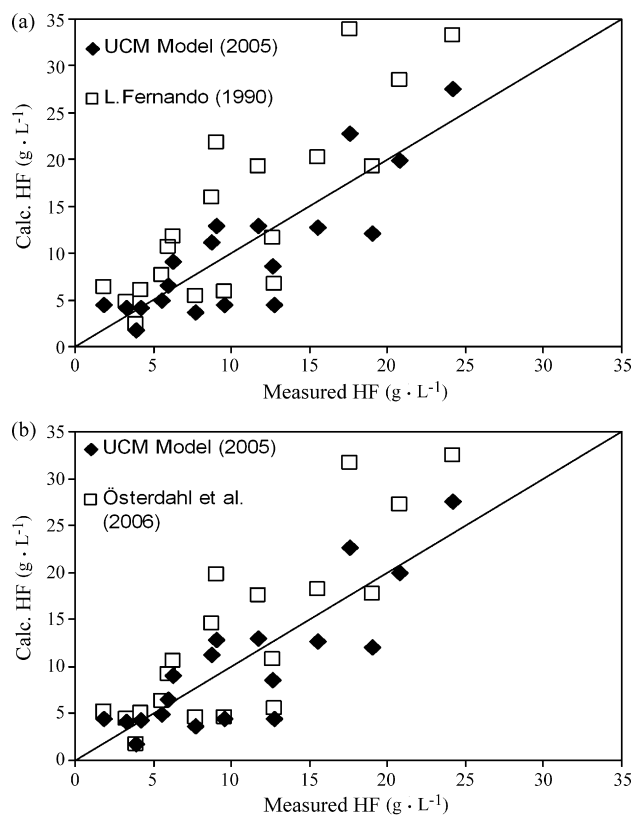 (a)
UCM Model (2005)
L.Fernando (1990)
Calc. HF (g · L⁻¹)
35
30
25
20
15
10
5
0
0 5 10 15 20 25 30 35
Measured HF (g · L⁻¹)
(b)
UCM Model (2005)
Österdahl et al.
(2006)
Calc. HF (g · L⁻¹)
35
30
25
20
15
10
5
0
0 5 10 15 20 25 30 35
Measured HF (g · L⁻¹)